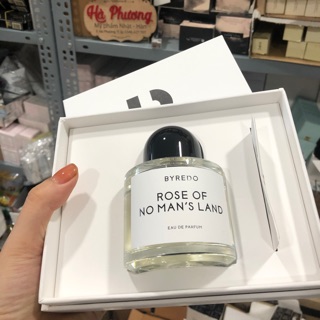 Hà Phương
BYREDO
ROSE OF
NO MAN'S LAND
EAU DE PARFUM